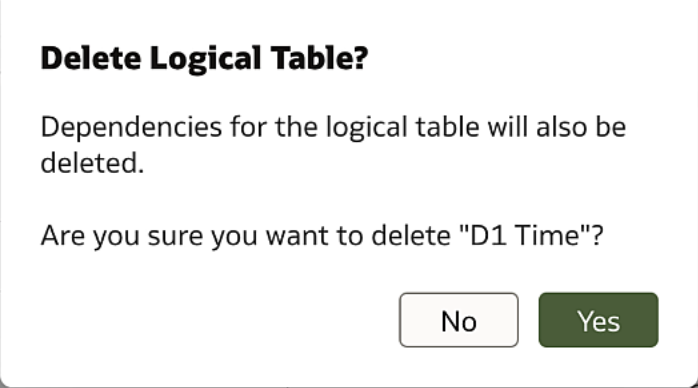 Delete Logical Table?
Dependencies for the logical table will also be
deleted.
Are you sure you want to delete "D1 Time"?
No
Yes